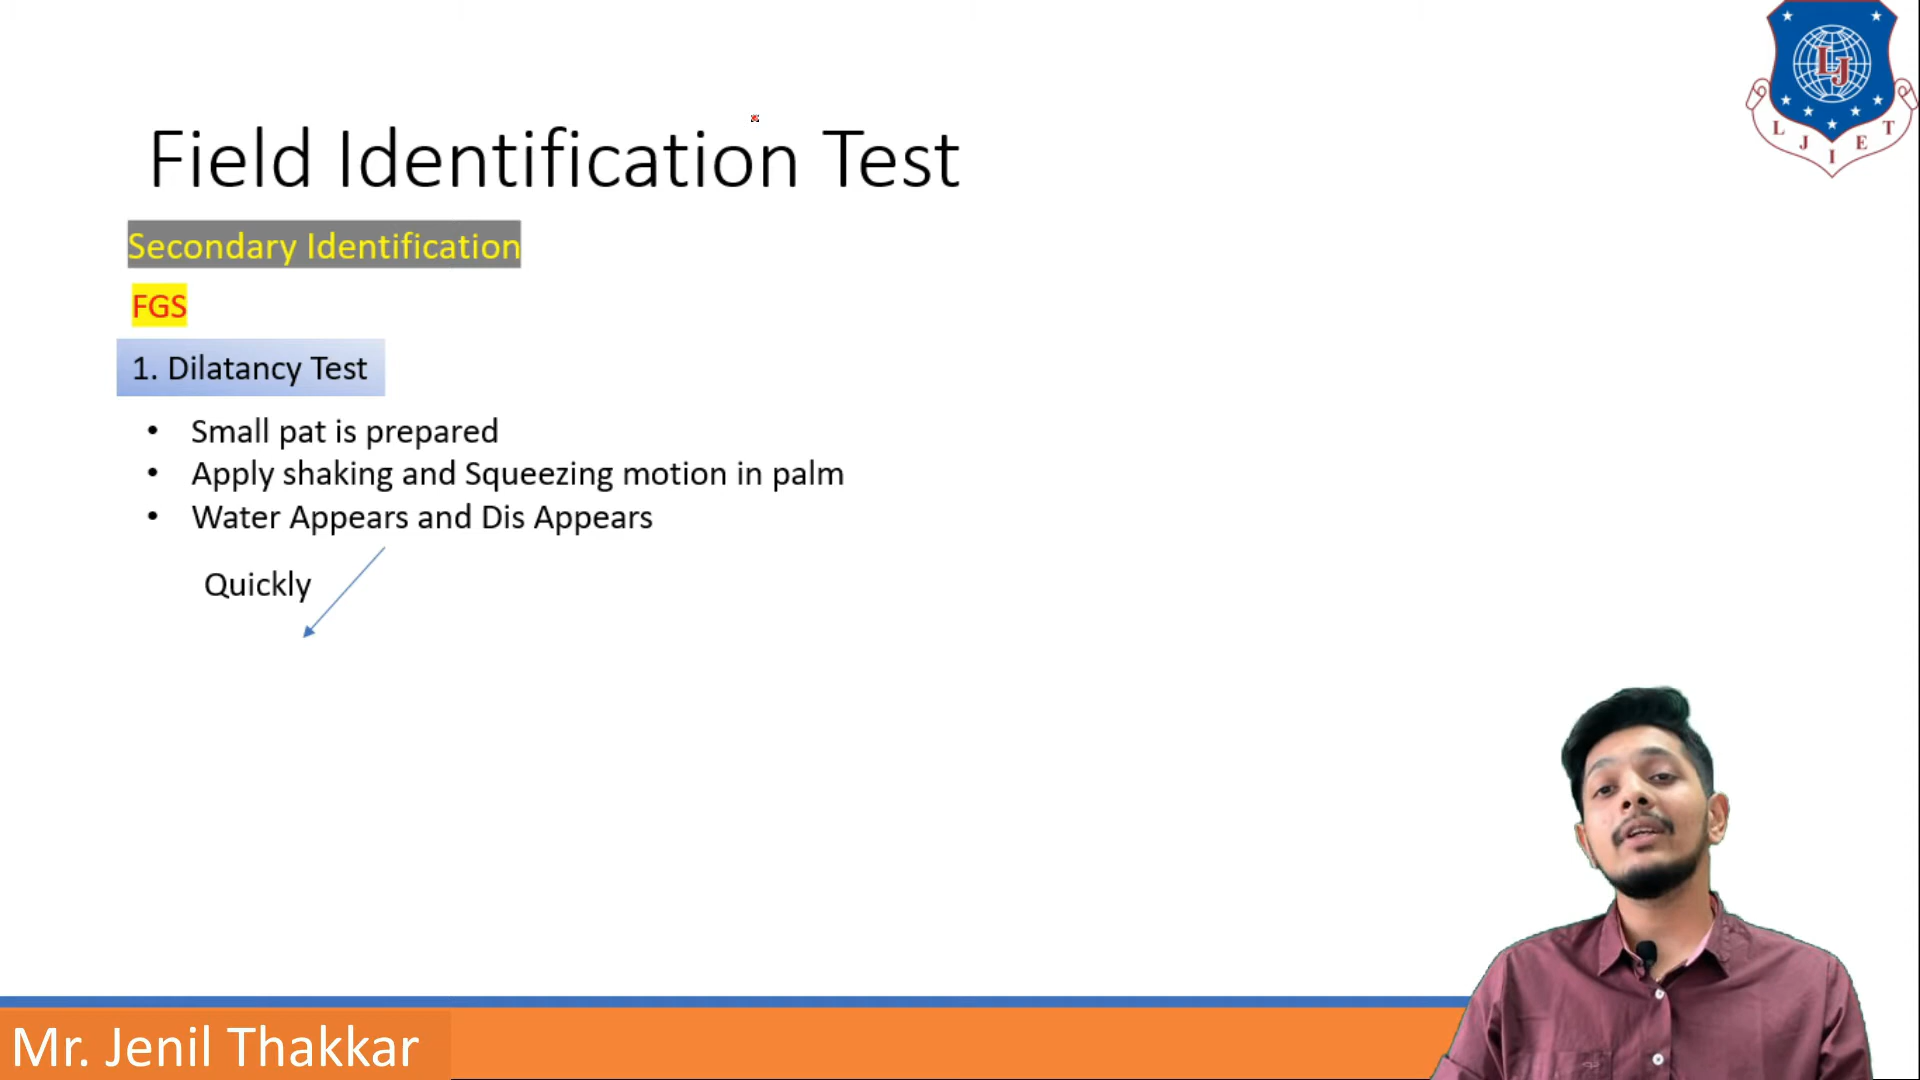 Field Identification Test
Secondary Identification
FGS
1. Dilatancy Test
• Small pat is prepared
• Apply shaking and Squeezing motion in palm
• Water Appears and Dis Appears
Quickly
LJ
L J I E T
Mr. Jenil Thakkar